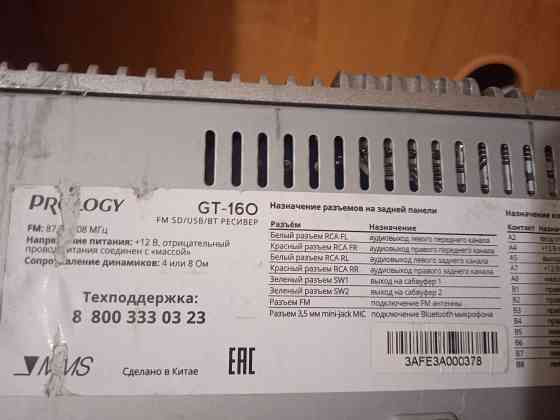 PROLOGY
GT-160
FM SD/USB/BT РЕСИВЕР
FM: 87 08 МГц
питания: +12 В, отрицательный
питания соединен с «массой»
динамиков: 4 или 8 Ом
Техподдержка:
8 800 333 03 23
MMS
Сделано в Китае
EAC
Назначение разъемов на задней панели
Разъём Назначение
Белый разъем RCA FL аудиовыход левого переднего канала
Красный разъем RCA FR аудиовыход правого переднего канала
Белый разъем RCA RL аудиовыход левого заднего канала
Красный разъем RCA RR аудиовыход правого заднего канала
Зеленый разъем SW1 выход на сабвуфер 1
Зеленый разъем SW2 выход на сабвуфер 2
Разъем FM подключение FM антенны
Разъем 3,5 мм mini-jack MIC подключение Bluetooth микрофона
3AFE3A000378
Назначение
Контакт
A2
A4
A5
A7
A8
B1
B2
B3
B4
B5
B6
B7
B8